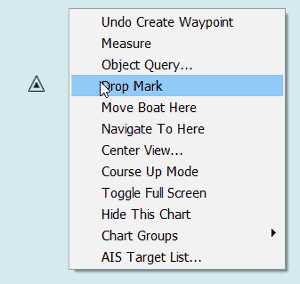 Undo Create Waypoint
Measure
Object Query...
Drop Mark
Move Boat Here
Navigate To Here
Center View...
Course Up Mode
Toggle Full Screen
Hide This Chart
Chart Groups
AIS Target List...